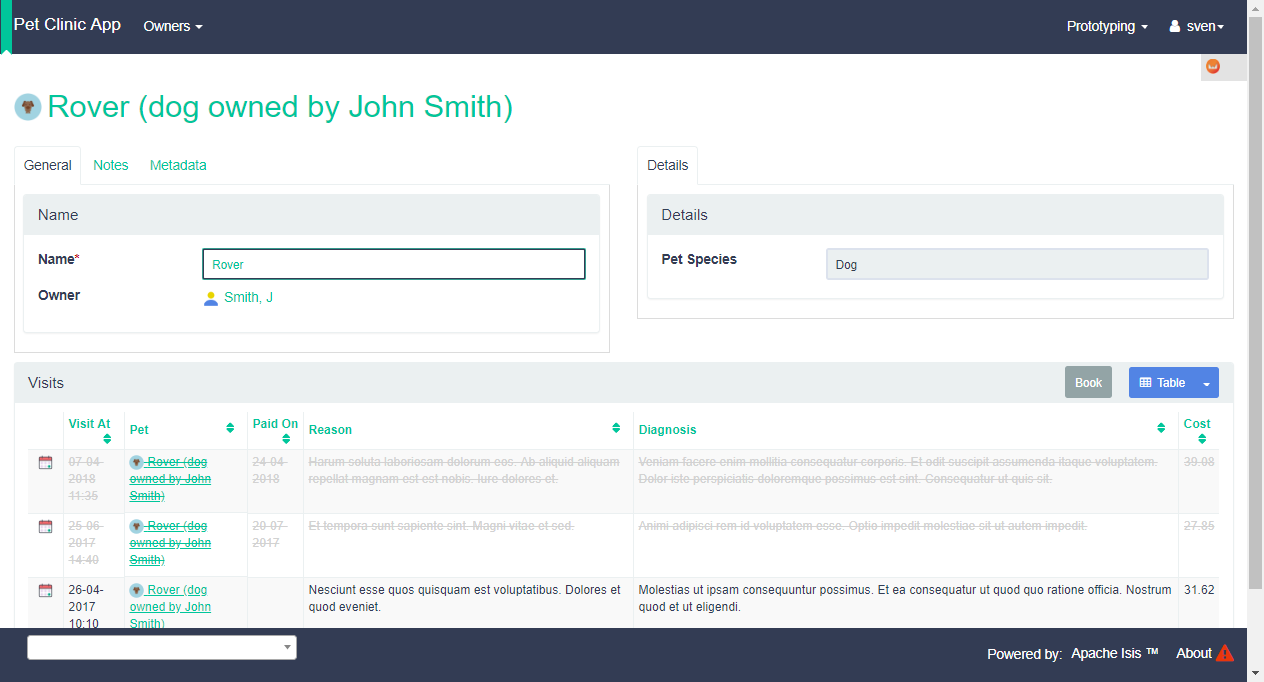 Pet Clinic App Owners Prototyping sven
Rover (dog owned by John Smith)
General Notes Metadata
Details
Name
Name*
Rover
Owner
Smith, J
Details
Pet Species
Dog
Visits
Book
Table
Visit At Pet Paid On Reason Diagnosis Cost
07-04-
2018
11:35
Rover (dog
owned by John
Smith)
24-04-
2018
Harum soluta laboriosam dolorum eos. Ab aliquid aliquam
repellat magnam est est nobis. Iure dolores et.
Veniam facere enim mollitia consequatur corporis. Et odit suscipit assumenda itaque voluptatem.
Dolor iste perspiciatis doloremque possimus est sint. Consequatur ut quis sit.
39.08
25-06-
2017
14:40
Rover (dog
owned by John
Smith)
20-07-
2017
Et tempora sunt sapiente sint. Magni vitae et sed.
Animi adipisci rem id voluptatem esse. Optio impedit molestiae sit ut autem impedit.
27.85
26-04-
2017
10:10
Rover (dog
owned by John
Smith)
Nesciunt esse quos quisquam est voluptatibus. Dolores et
quod eveniet.
Molestias ut ipsam consequuntur possimus. Et ea consequatur ut quod quo ratione officia. Nostrum
quod et ut eligendi.
31.62
Powered by: Apache Isis ™ About